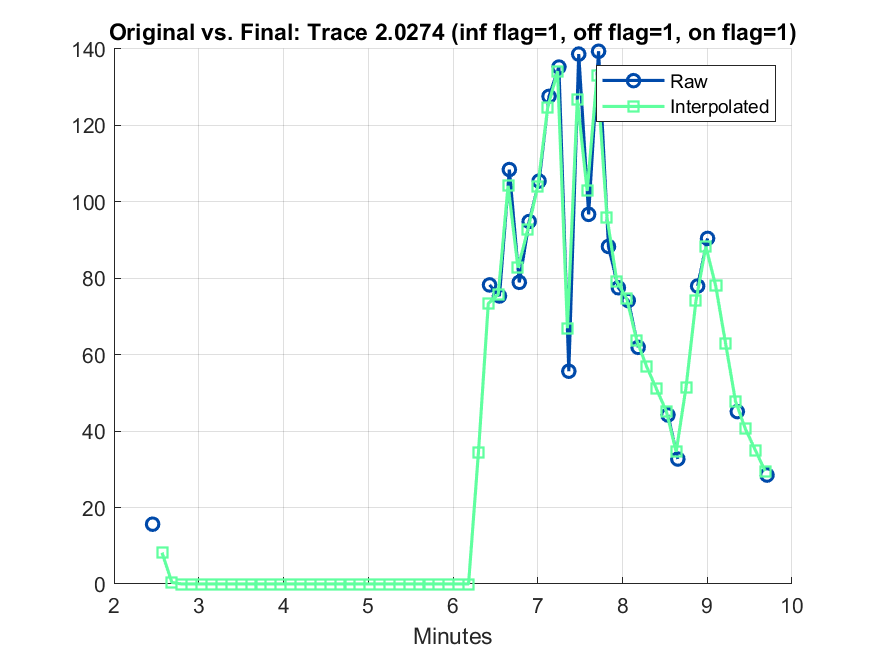 Original vs. Final: Trace 2.0274 (inf flag=1, off flag=1, on flag=1)
140
120
100
80
60
40
20
0
Raw
Interpolated
2 3 4 5 6 7 8 9 10
Minutes